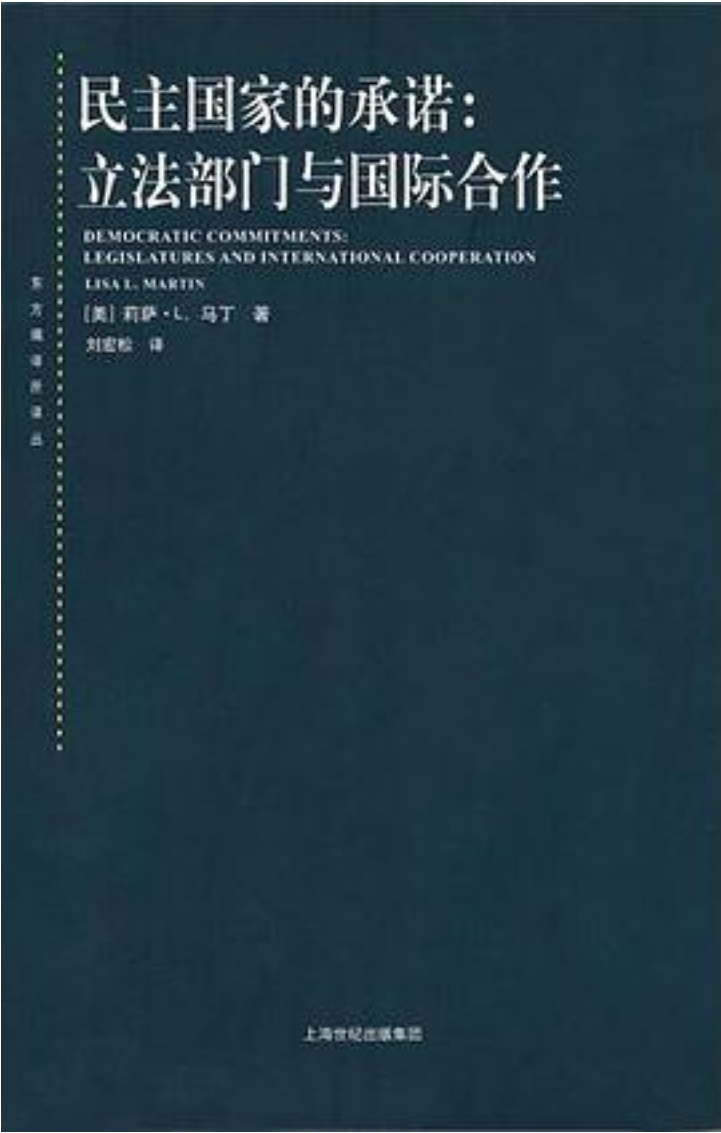 民主国家的承诺：
立法部门与国际合作
DEMOCRATIC COMMITMENTS:
LEGISLATURES AND INTERNATIONAL COOPERATION
LISA L. MARTIN
[美] 莉萨·L. 马丁 著
刘宏松 译
东方编译所译丛
上海世纪出版集团